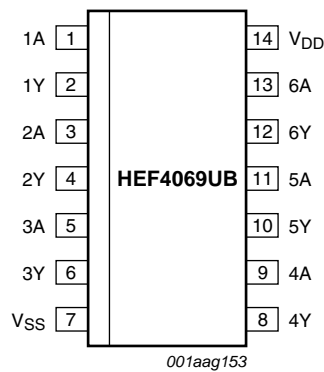 1A 1 14 VDD
1Y 2 13 6A
2A 3 12 6Y
2Y 4 HEF4069UB 11 5A
3A 5 10 5Y
3Y 6 9 4A
VSS 7 8 4Y
001aag153